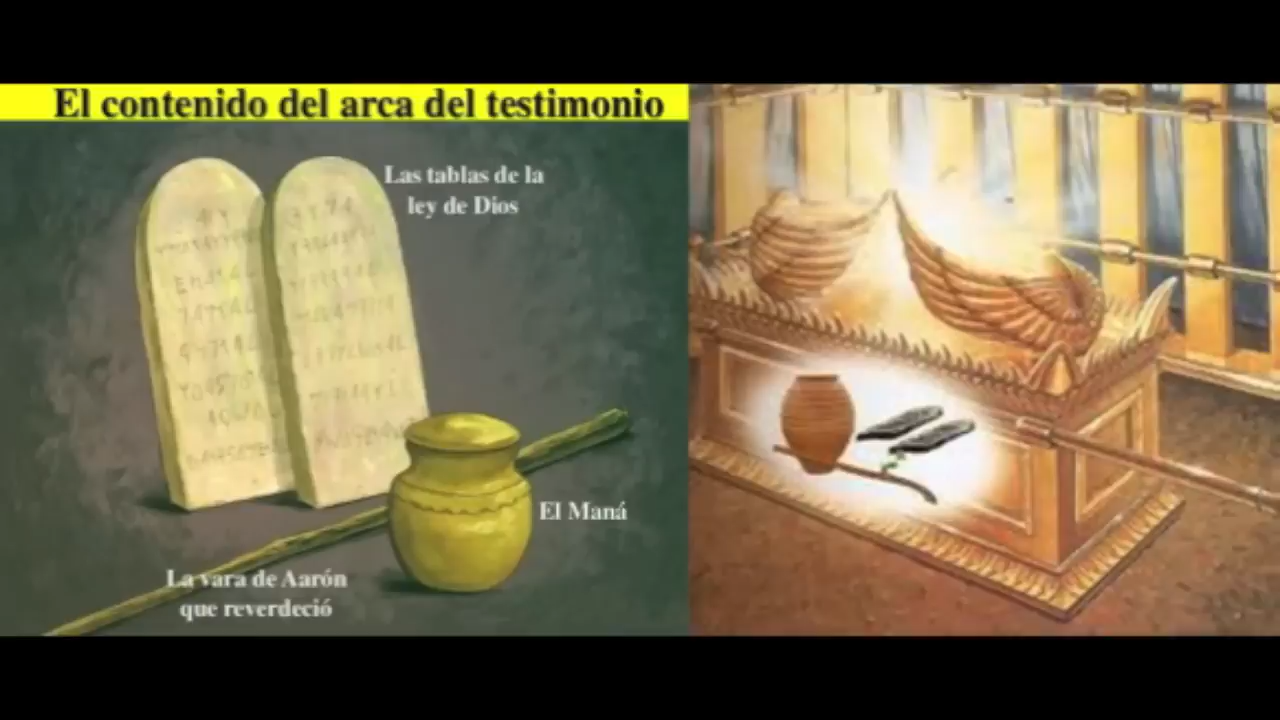 El contenido del arca del testimonio
Las tablas de la
ley de Dios
El Maná
La vara de Aarón
que reverdeció